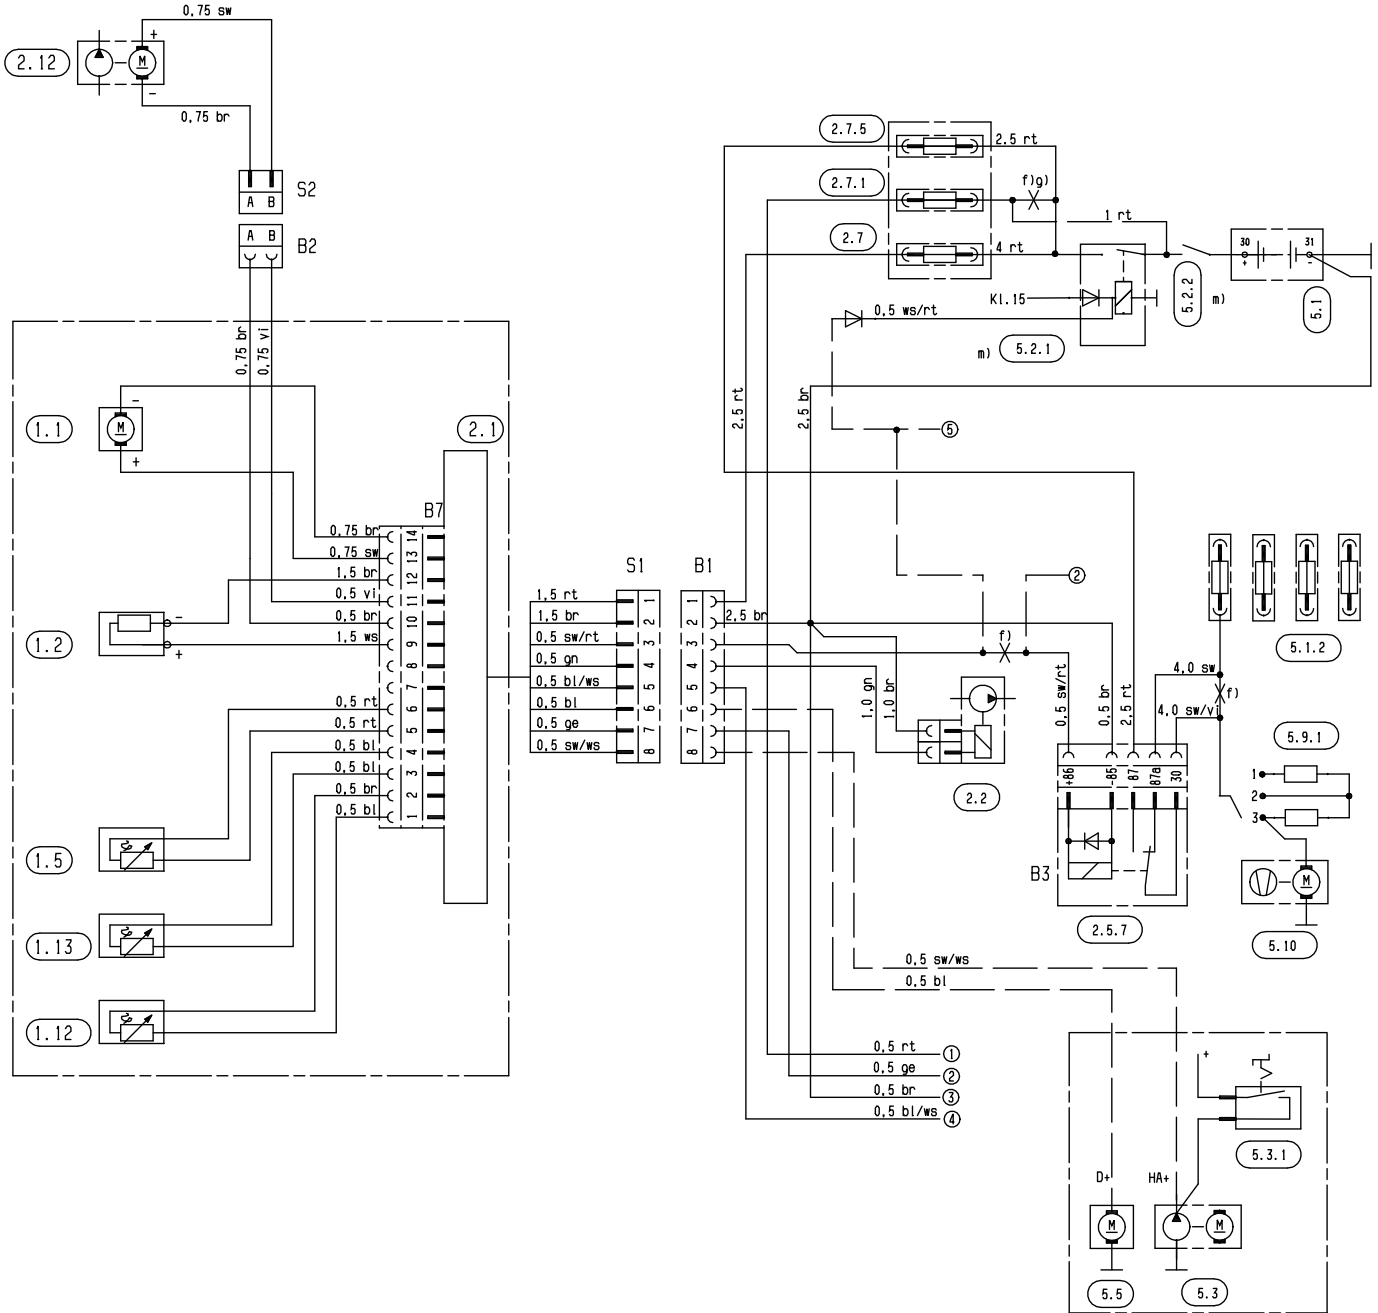 0,75 sw
+
2.12
M
-
0,75 br
A B
S2
A B
B2
0,75 br
0,75 vi
2.7.5
2.5 rt
2.7.1
f)g)
2.7
4 rt
1 rt
30
+
31
-
Kl.15
5.2.2
m)
5.1
0,5 ws/rt
m)
5.2.1
2,5 rt
2,5 br
5
1.1
-
M
+
2.1
B7
0,75 br
14
0,75 sw
13
1,5 br
12
0,5 vi
11
0,5 br
10
1,5 ws
9
8
7
0,5 rt
6
0,5 rt
5
0,5 bl
4
0,5 bl
3
0,5 br
2
0,5 bl
1
1.2
-
+
1.5
1.13
1.12
S1
B1
1,5 rt
1
1
1,5 br
2
2
2,5 br
0,5 sw/rt
3
3
0,5 gn
4
4
0,5 bl/ws
5
5
0,5 bl
6
6
0,5 ge
7
7
0,5 sw/ws
8
8
2
f)
1,0 gn
1,0 br
2.2
0,5 sw/rt
0,5 br
2,5 rt
4,0 sw
f)
4,0 sw/vi
5.1.2
+86
-85
87
87a
30
B3
2.5.7
5.9.1
1
2
3
M
5.10
0,5 sw/ws
0,5 bl
0,5 rt
1
0,5 ge
2
0,5 br
3
0,5 bl/ws
4
+
5.3.1
D+
HA+
M
M
5.5
5.3